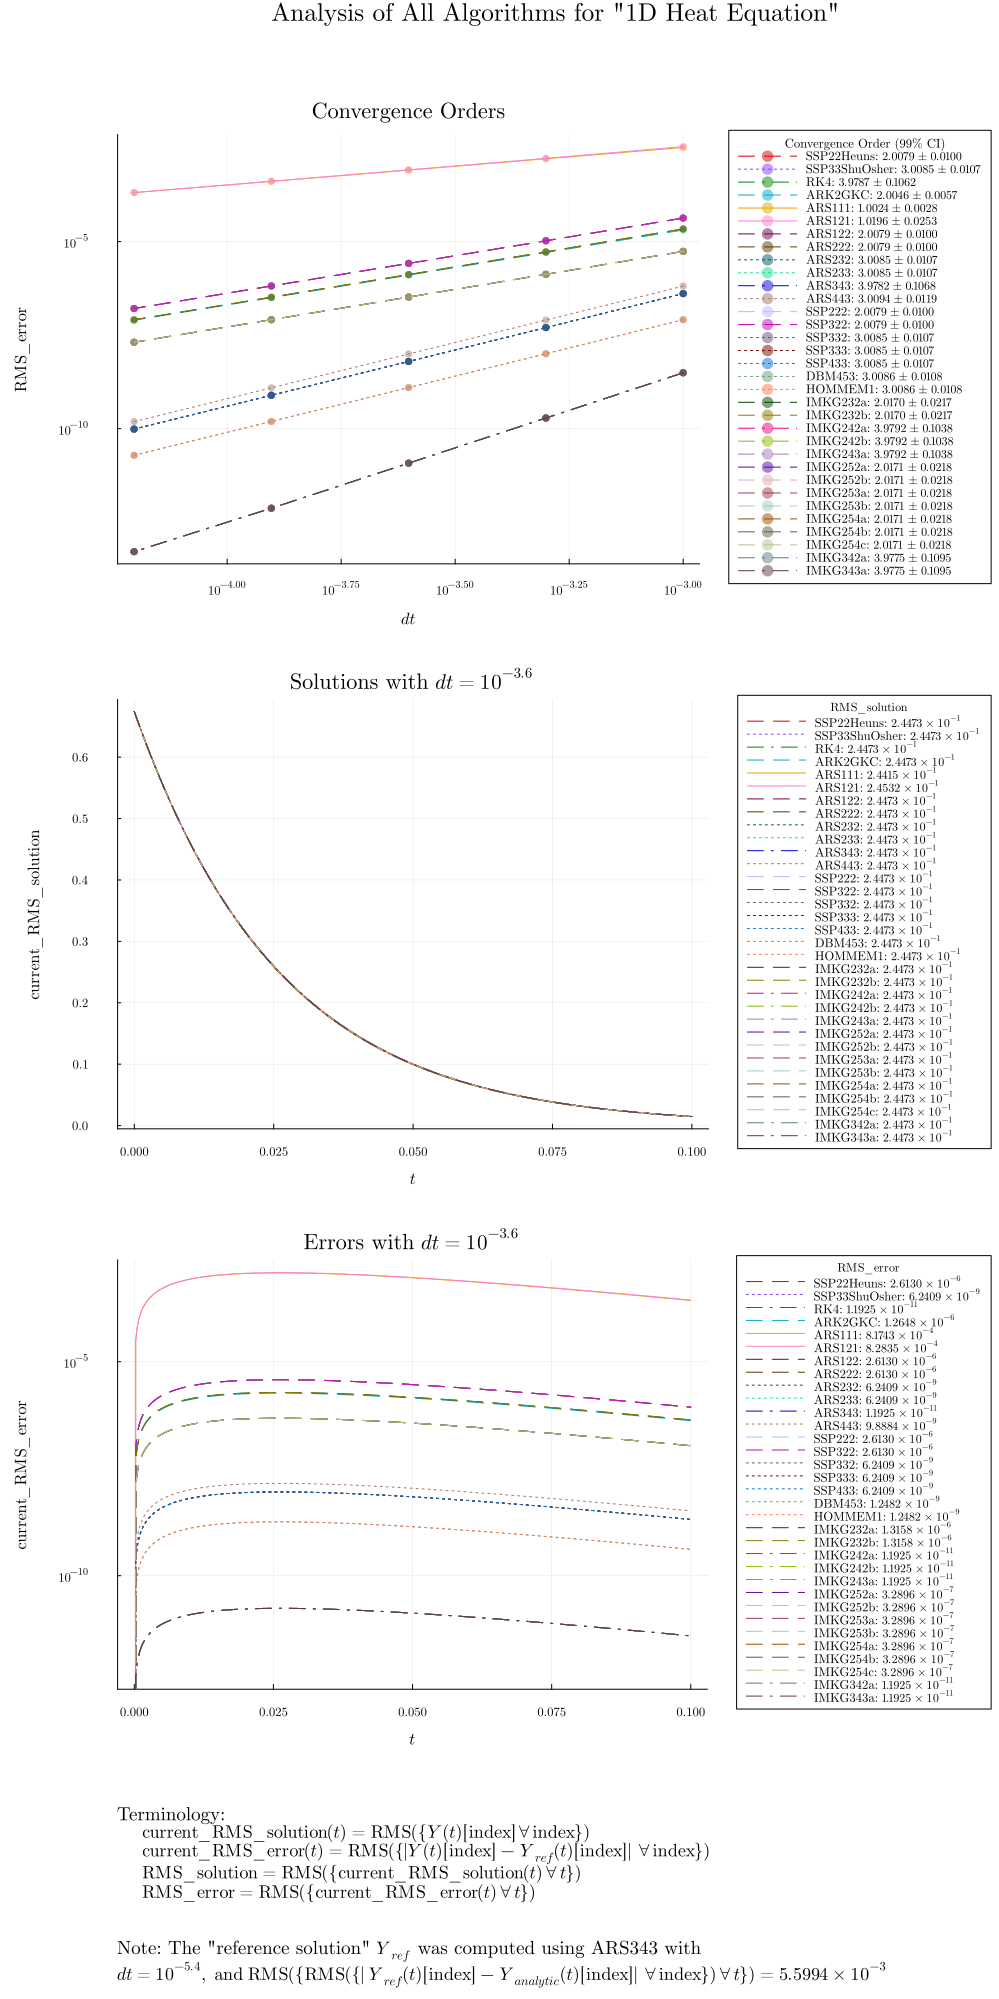 Analysis of All Algorithms for "1D Heat Equation"
Convergence Orders
RMS_error
10^−5
10^−10
10^−4.00
10^−3.75
10^−3.50
10^−3.25
10^−3.00
dt
Convergence Order (99% CI)
SSP22Heuns: 2.0079 ± 0.0100
SSP33ShuOsher: 3.0085 ± 0.0107
RK4: 3.9787 ± 0.1062
ARK2GKC: 2.0046 ± 0.0057
ARS111: 1.0024 ± 0.0028
ARS121: 1.0196 ± 0.0253
ARS122: 2.0079 ± 0.0100
ARS222: 2.0079 ± 0.0100
ARS232: 3.0085 ± 0.0107
ARS233: 3.0085 ± 0.0107
ARS343: 3.9782 ± 0.1068
ARS443: 3.0094 ± 0.0119
SSP222: 2.0079 ± 0.0100
SSP322: 2.0079 ± 0.0100
SSP332: 3.0085 ± 0.0107
SSP333: 3.0085 ± 0.0107
SSP433: 3.0085 ± 0.0107
DBM453: 3.0086 ± 0.0108
HOMMEM1: 3.0086 ± 0.0108
IMKG232a: 2.0170 ± 0.0217
IMKG232b: 2.0170 ± 0.0217
IMKG242a: 3.9792 ± 0.1038
IMKG242b: 3.9792 ± 0.1038
IMKG243a: 3.9792 ± 0.1038
IMKG252a: 2.0171 ± 0.0218
IMKG252b: 2.0171 ± 0.0218
IMKG253a: 2.0171 ± 0.0218
IMKG253b: 2.0171 ± 0.0218
IMKG254a: 2.0171 ± 0.0218
IMKG254b: 2.0171 ± 0.0218
IMKG254c: 2.0171 ± 0.0218
IMKG342a: 3.9775 ± 0.1095
IMKG343a: 3.9775 ± 0.1095
Solutions with dt = 10^−3.6
current_RMS_solution
0.6
0.5
0.4
0.3
0.2
0.1
0.0
0.000
0.025
0.050
0.075
0.100
t
RMS_solution
SSP22Heuns: 2.4473 × 10^−1
SSP33ShuOsher: 2.4473 × 10^−1
RK4: 2.4473 × 10^−1
ARK2GKC: 2.4473 × 10^−1
ARS111: 2.4415 × 10^−1
ARS121: 2.4532 × 10^−1
ARS122: 2.4473 × 10^−1
ARS222: 2.4473 × 10^−1
ARS232: 2.4473 × 10^−1
ARS233: 2.4473 × 10^−1
ARS343: 2.4473 × 10^−1
ARS443: 2.4473 × 10^−1
SSP222: 2.4473 × 10^−1
SSP322: 2.4473 × 10^−1
SSP332: 2.4473 × 10^−1
SSP333: 2.4473 × 10^−1
SSP433: 2.4473 × 10^−1
DBM453: 2.4473 × 10^−1
HOMMEM1: 2.4473 × 10^−1
IMKG232a: 2.4473 × 10^−1
IMKG232b: 2.4473 × 10^−1
IMKG242a: 2.4473 × 10^−1
IMKG242b: 2.4473 × 10^−1
IMKG243a: 2.4473 × 10^−1
IMKG252a: 2.4473 × 10^−1
IMKG252b: 2.4473 × 10^−1
IMKG253a: 2.4473 × 10^−1
IMKG253b: 2.4473 × 10^−1
IMKG254a: 2.4473 × 10^−1
IMKG254b: 2.4473 × 10^−1
IMKG254c: 2.4473 × 10^−1
IMKG342a: 2.4473 × 10^−1
IMKG343a: 2.4473 × 10^−1
Errors with dt = 10^−3.6
current_RMS_error
10^−5
10^−10
0.000
0.025
0.050
0.075
0.100
t
RMS_error
SSP22Heuns: 2.6130 × 10^−6
SSP33ShuOsher: 6.2409 × 10^−9
RK4: 1.1925 × 10^−11
ARK2GKC: 1.2648 × 10^−6
ARS111: 8.1743 × 10^−4
ARS121: 8.2835 × 10^−4
ARS122: 2.6130 × 10^−6
ARS222: 2.6130 × 10^−6
ARS232: 6.2409 × 10^−9
ARS233: 6.2409 × 10^−9
ARS343: 1.1925 × 10^−11
ARS443: 9.8884 × 10^−9
SSP222: 2.6130 × 10^−6
SSP322: 2.6130 × 10^−6
SSP332: 6.2409 × 10^−9
SSP333: 6.2409 × 10^−9
SSP433: 6.2409 × 10^−9
DBM453: 1.2482 × 10^−9
HOMMEM1: 1.2482 × 10^−9
IMKG232a: 1.3158 × 10^−6
IMKG232b: 1.3158 × 10^−6
IMKG242a: 1.1925 × 10^−11
IMKG242b: 1.1925 × 10^−11
IMKG243a: 1.1925 × 10^−11
IMKG252a: 3.2896 × 10^−7
IMKG252b: 3.2896 × 10^−7
IMKG253a: 3.2896 × 10^−7
IMKG253b: 3.2896 × 10^−7
IMKG254a: 3.2896 × 10^−7
IMKG254b: 3.2896 × 10^−7
IMKG254c: 3.2896 × 10^−7
IMKG342a: 1.1925 × 10^−11
IMKG343a: 1.1925 × 10^−11
Terminology:
current_RMS_solution(t) = RMS({Y(t)[index] ∀ index})
current_RMS_error(t) = RMS({|Y(t)[index] − Y_ref(t)[index]| ∀ index})
RMS_solution = RMS({current_RMS_solution(t) ∀ t})
RMS_error = RMS({current_RMS_error(t) ∀ t})
Note: The "reference solution" Y_ref was computed using ARS343 with
dt = 10^−5.4, and RMS({RMS({|Y_ref(t)[index] − Y_analytic(t)[index]| ∀ index}) ∀ t}) = 5.5994 × 10^−3